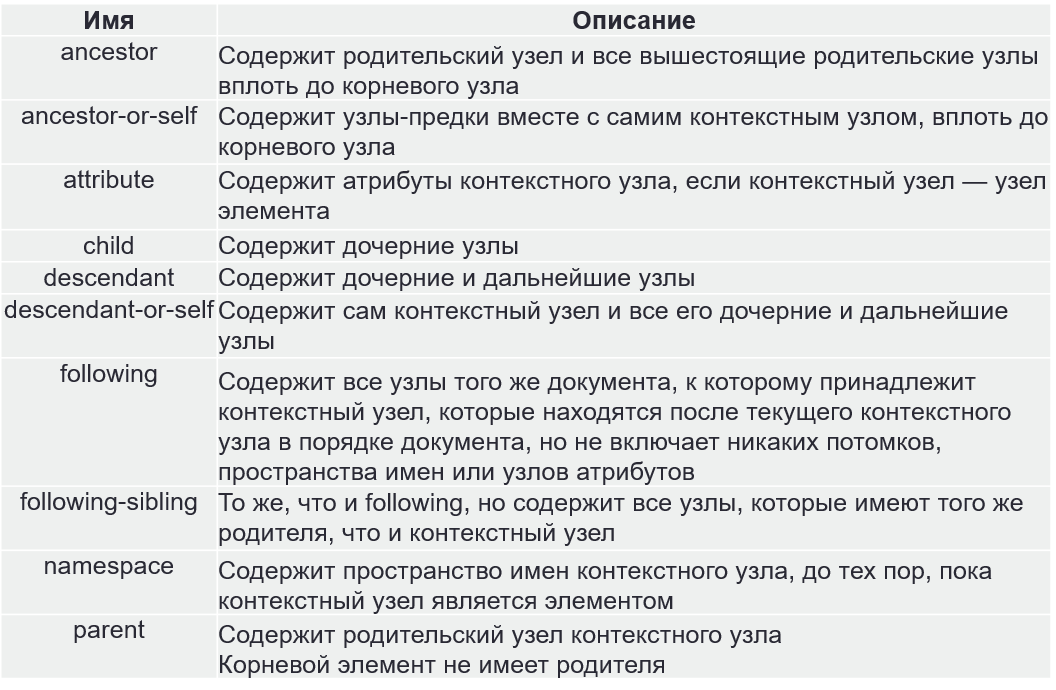 Имя Описание
ancestor Содержит родительский узел и все вышестоящие родительские узлы
вплоть до корневого узла
ancestor-or-self Содержит узлы-предки вместе с самим контекстным узлом, вплоть до
корневого узла
attribute Содержит атрибуты контекстного узла, если контекстный узел — узел
элемента
child Содержит дочерние узлы
descendant Содержит дочерние и дальнейшие узлы
descendant-or-self Содержит сам контекстный узел и все его дочерние и дальнейшие
узлы
following Содержит все узлы того же документа, к которому принадлежит
контекстный узел, которые находятся после текущего контекстного
узла в порядке документа, но не включает никаких потомков,
пространства имен или узлов атрибутов
following-sibling То же, что и following, но содержит все узлы, которые имеют того же
родителя, что и контекстный узел
namespace Содержит пространство имен контекстного узла, до тех пор, пока
контекстный узел является элементом
parent Содержит родительский узел контекстного узла
Корневой элемент не имеет родителя